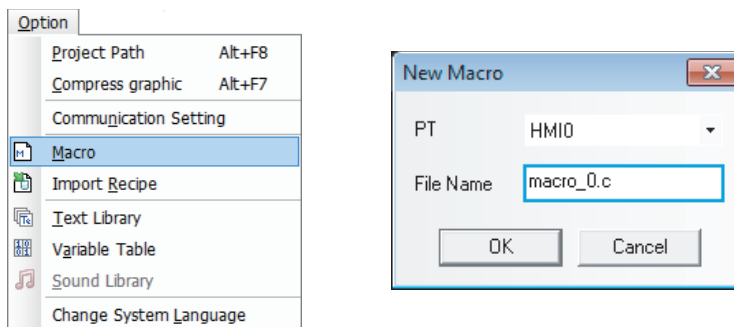 Option
Project Path Alt+F8
Compress graphic Alt+F7
Communication Setting
Macro
Import Recipe
Text Library
Variable Table
Sound Library
Change System Language
New Macro
PT HMI0
File Name macro_0.c
OK Cancel